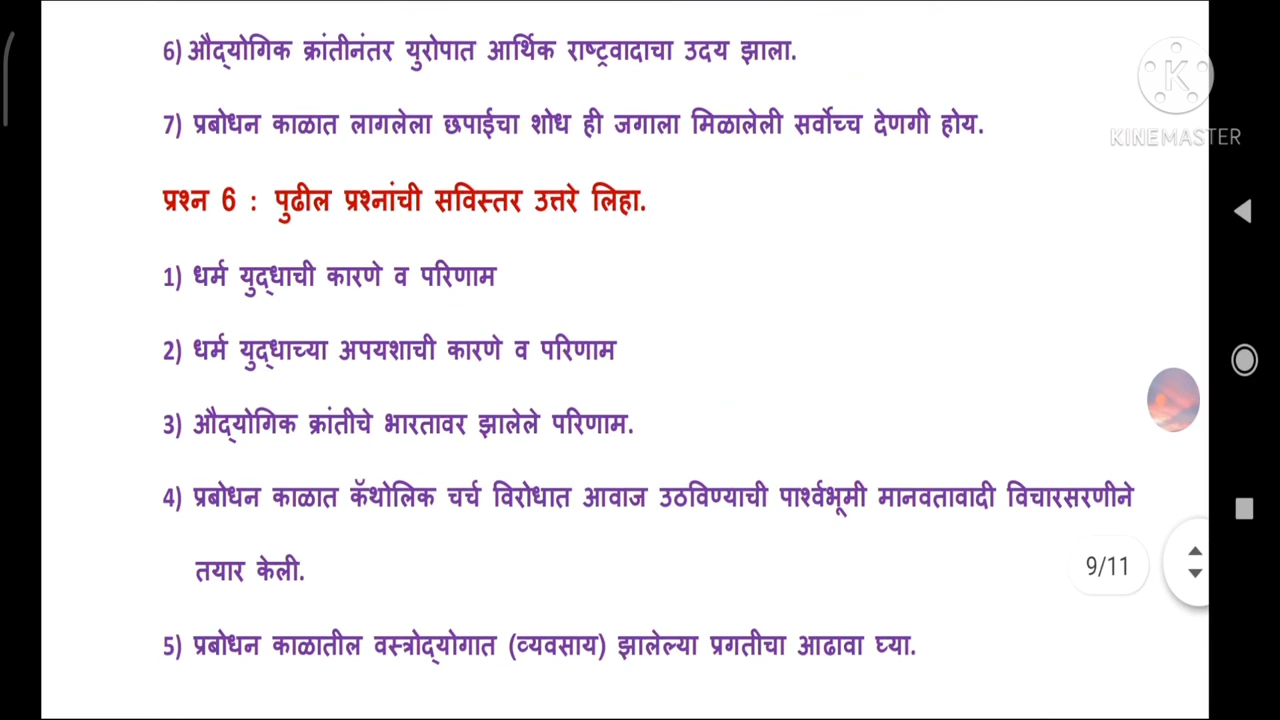 6) औद्योगिक क्रांतीनंतर युरोपात आर्थिक राष्ट्रवादाचा उदय झाला.
K
KINEMASTER
7) प्रबोधन काळात लागलेला छपाईचा शोध ही जगाला मिळालेली सर्वोच्च देणगी होय.
प्रश्न 6 : पुढील प्रश्नांची सविस्तर उत्तरे लिहा.
1) धर्म युद्धाची कारणे व परिणाम
2) धर्म युद्धाच्या अपयशाची कारणे व परिणाम
3) औद्योगिक क्रांतीचे भारतावर झालेले परिणाम.
4) प्रबोधन काळात कॅथोलिक चर्च विरोधात आवाज उठविण्याची पार्श्वभूमी मानवतावादी विचारसरणीने
तयार केली.
9/11
5) प्रबोधन काळातील वस्त्रोद्योगात (व्यवसाय) झालेल्या प्रगतीचा आढावा घ्या.